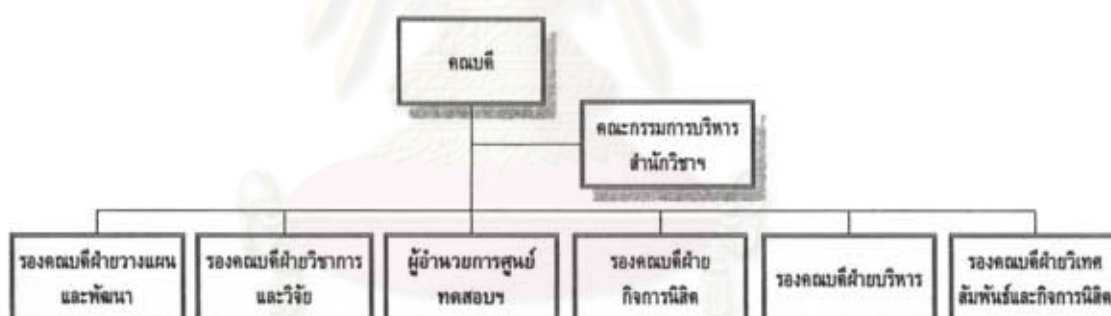 คณบดี
คณะกรรมการบริหาร
สำนักวิชาฯ
รองคณบดีฝ่ายวางแผน
และพัฒนา
รองคณบดีฝ่ายวิชาการ
และวิจัย
ผู้อำนวยการศูนย์
ทดสอบฯ
รองคณบดีฝ่าย
กิจการนิสิต
รองคณบดีฝ่ายบริหาร
รองคณบดีฝ่ายวิเทศ
สัมพันธ์และกิจการนิสิต